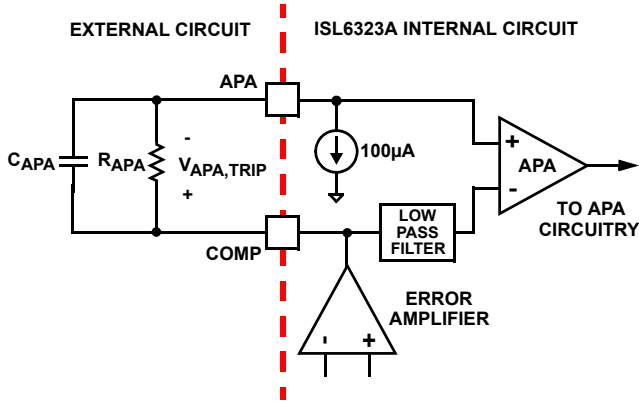 EXTERNAL CIRCUIT
ISL6323A INTERNAL CIRCUIT
APA
100µA
CAPA
RAPA
-
VAPA,TRIP
+
+
APA
-
TO APA
CIRCUITRY
LOW
PASS
FILTER
COMP
ERROR
AMPLIFIER
- +